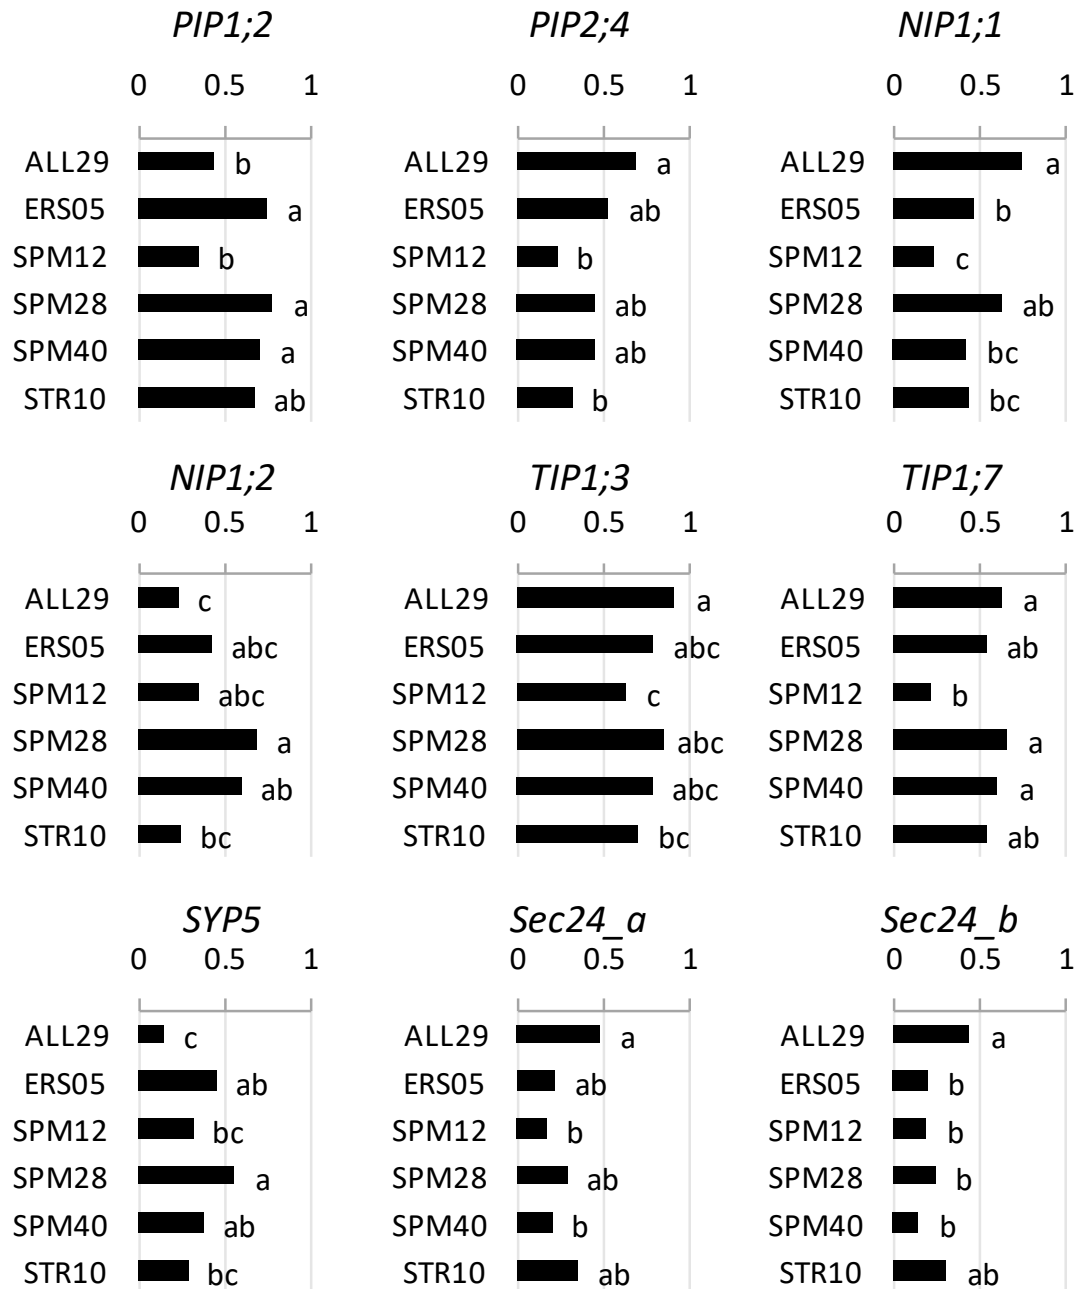 PIP1;2 PIP2;4 NIP1;1
0 0.5 1 0 0.5 1 0 0.5 1
ALL29 b ALL29 a ALL29 a
ERS05 a ERS05 ab ERS05 b
SPM12 b SPM12 b SPM12 c
SPM28 a SPM28 ab SPM28 ab
SPM40 a SPM40 ab SPM40 bc
STR10 ab STR10 b STR10 bc
NIP1;2 TIP1;3 TIP1;7
0 0.5 1 0 0.5 1 0 0.5 1
ALL29 c ALL29 a ALL29 a
ERS05 abc ERS05 abc ERS05 ab
SPM12 abc SPM12 c SPM12 b
SPM28 a SPM28 abc SPM28 a
SPM40 ab SPM40 abc SPM40 a
STR10 bc STR10 bc STR10 ab
SYP5 Sec24_a Sec24_b
0 0.5 1 0 0.5 1 0 0.5 1
ALL29 c ALL29 a ALL29 a
ERS05 ab ERS05 ab ERS05 b
SPM12 bc SPM12 b SPM12 b
SPM28 a SPM28 ab SPM28 b
SPM40 ab SPM40 b SPM40 b
STR10 bc STR10 ab STR10 ab